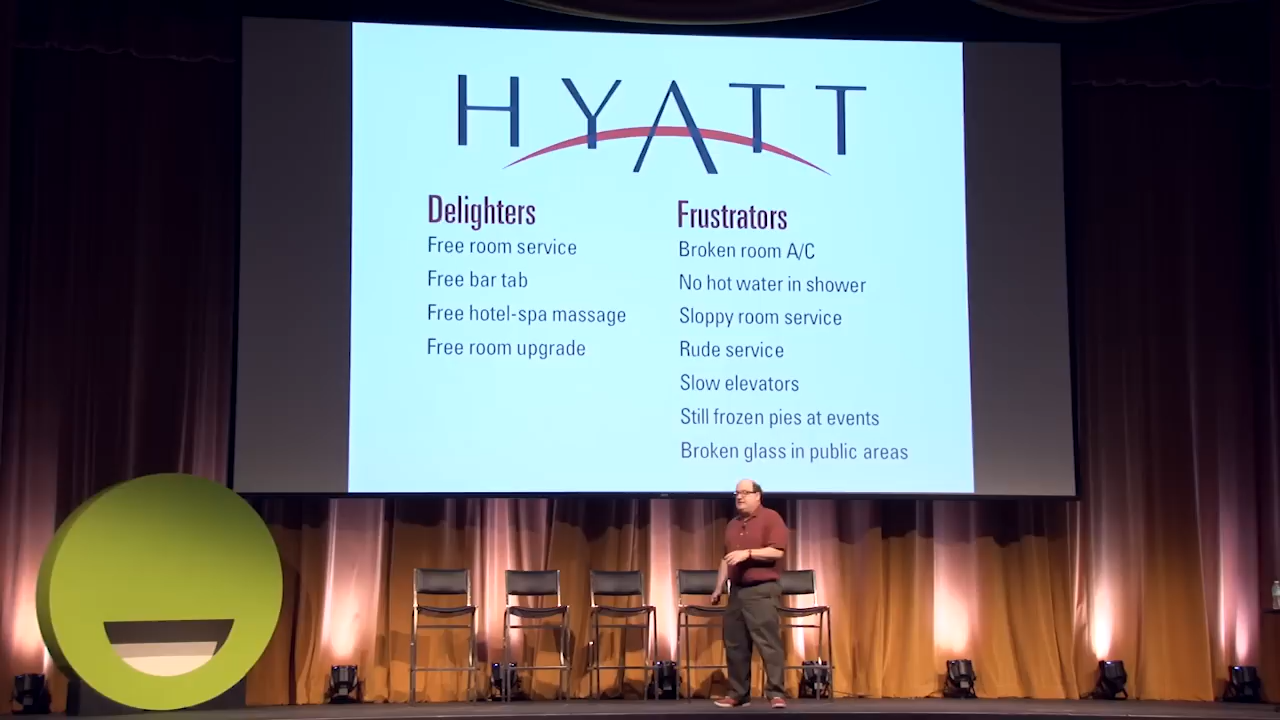 HYATT
Delighters
Free room service
Free bar tab
Free hotel-spa massage
Free room upgrade
Frustrators
Broken room A/C
No hot water in shower
Sloppy room service
Rude service
Slow elevators
Still frozen pies at events
Broken glass in public areas